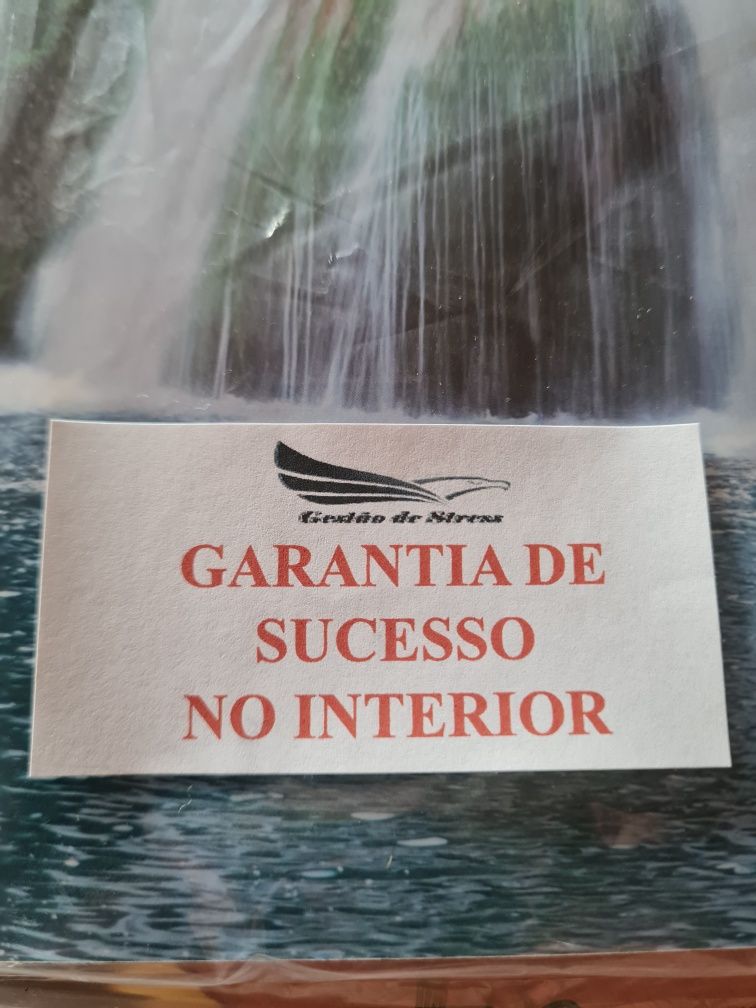 Gestão de Stress
GARANTIA DE
SUCESSO
NO INTERIOR